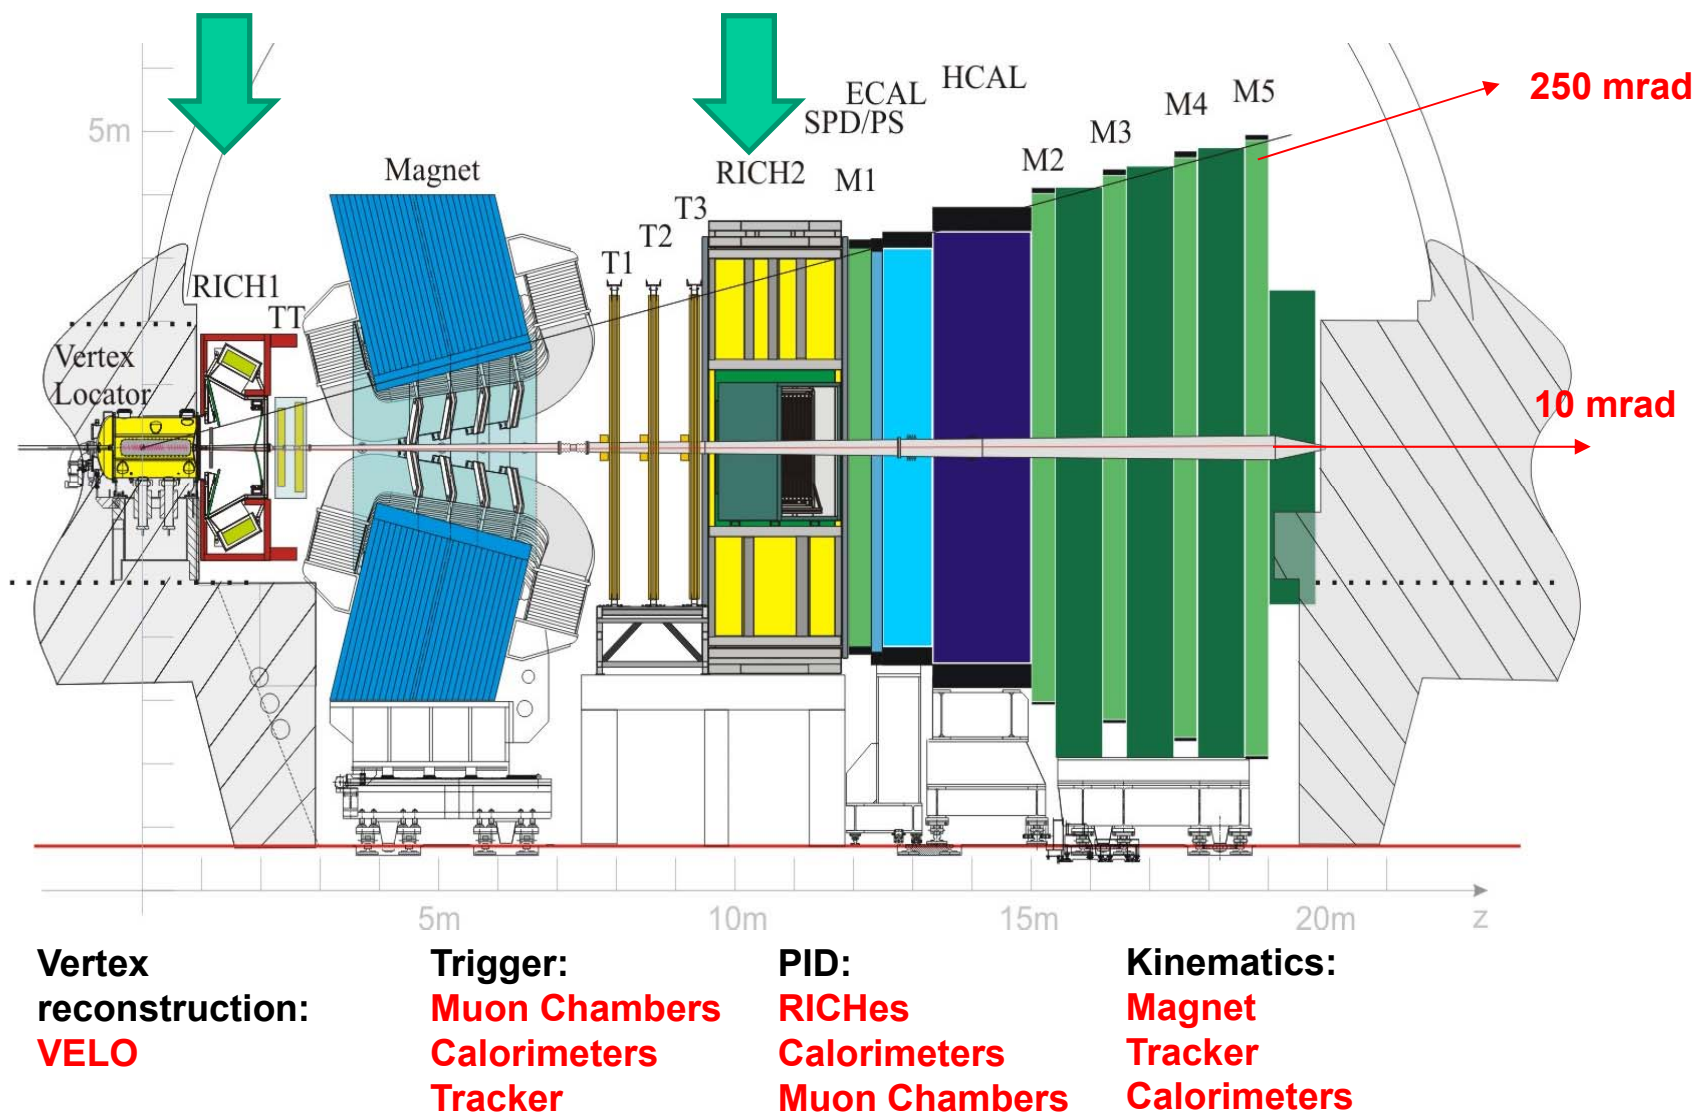 HCAL
ECAL
SPD/PS
M5
M4
M3
M2
M1
250 mrad
5m
Magnet
RICH2
T3
T2
T1
RICH1
TT
Vertex
Locator
10 mrad
5m
10m
15m
20m
z
Vertex
reconstruction:
VELO
Trigger:
Muon Chambers
Calorimeters
Tracker
PID:
RICHes
Calorimeters
Muon Chambers
Kinematics:
Magnet
Tracker
Calorimeters